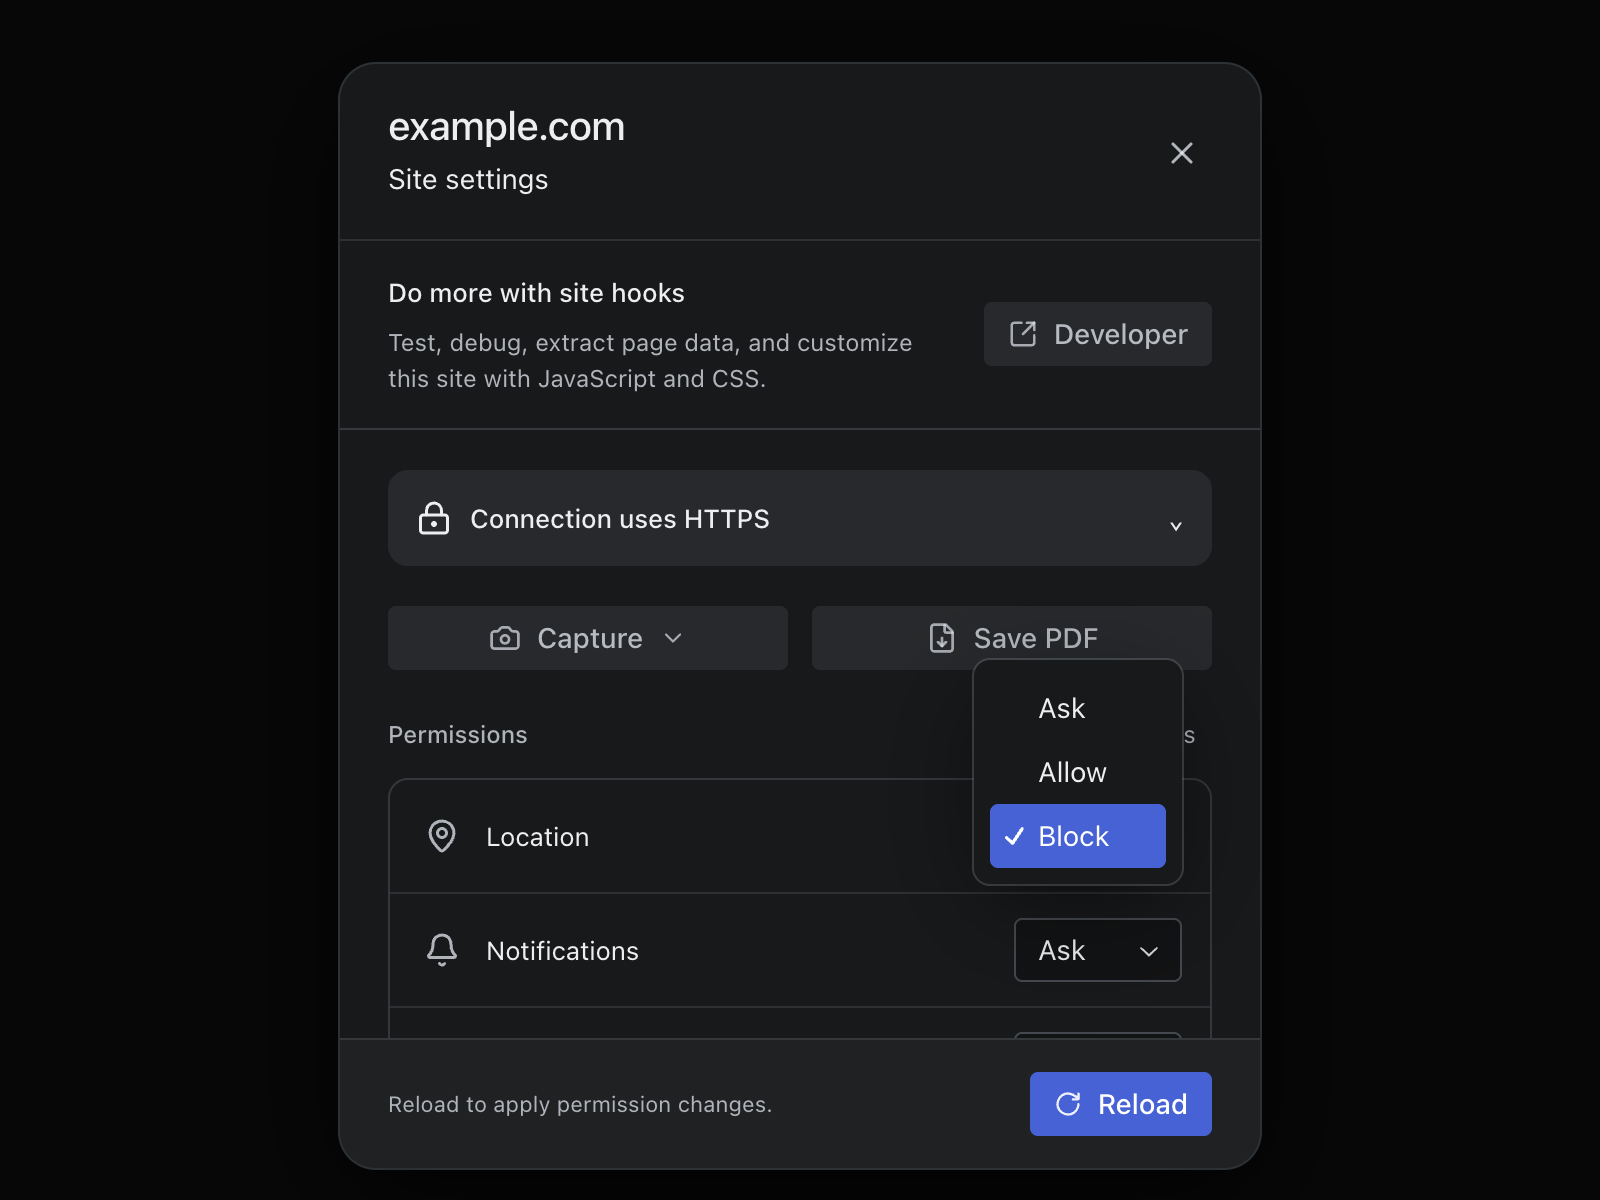 example.com
Site settings
Do more with site hooks
Test, debug, extract page data, and customize
this site with JavaScript and CSS.
Developer
Connection uses HTTPS
Capture
Save PDF
Permissions
Ask
Allow
Block
Location
Notifications
Ask
Reload to apply permission changes.
Reload